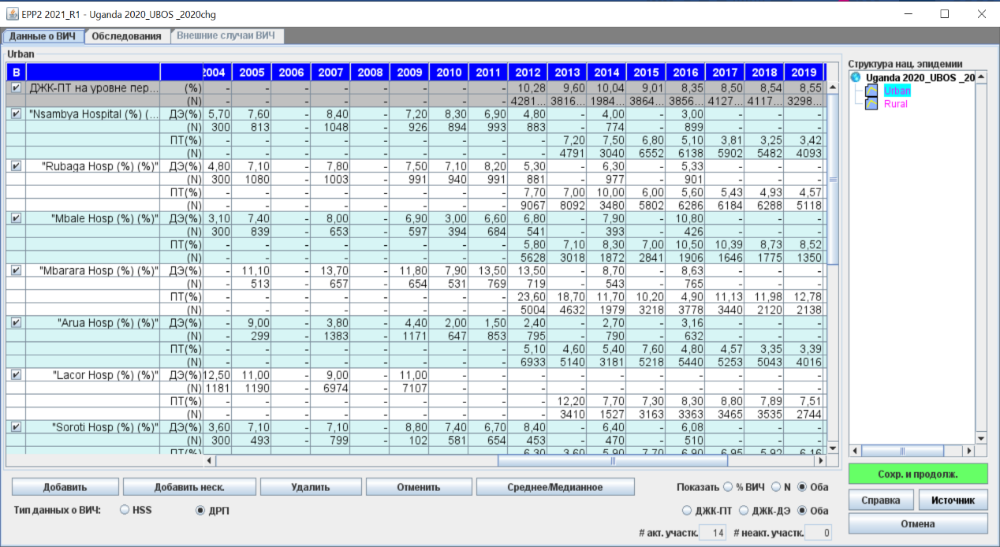 EPP2 2021_R1 - Uganda 2020_UBOS _2020chg
Данные о ВИЧ Обследования Внешние случаи ВИЧ
Urban
В 2004 2005 2006 2007 2008 2009 2010 2011 2012 2013 2014 2015 2016 2017 2018 2019
ДЖК-ПТ на уровне пер... (%) - - - - - - - - 10,28 9,60 10,04 9,01 8,35 8,50 8,54 8,55
(N) - - - - - - - - 4281... 3816... 1984... 3864... 3856... 4127... 4117... 3298...
"Nsambya Hospital (%) (... ДЭ(%) 5,70 7,60 - 8,40 - 7,20 8,30 6,90 4,80 - 4,00 - 3,00 - - -
(N) 300 813 - 1048 - 926 894 993 883 - 774 - 899 - - -
ПТ(%) - - - - - - - - - 7,20 7,50 6,80 5,10 3,81 3,25 3,42
(N) - - - - - - - - - 4791 3040 6552 6138 5902 5482 4093
"Rubaga Hosp (%) (%)" ДЭ(%) 4,80 7,10 - 7,80 - 7,50 7,10 8,20 5,30 - 6,30 - 5,33 - - -
(N) 300 1080 - 1003 - 991 940 991 881 - 977 - 901 - - -
ПТ(%) - - - - - - - - 7,70 7,00 10,00 6,00 5,60 5,43 4,93 4,57
(N) - - - - - - - - 9067 8092 3480 5802 6286 6184 6288 5118
"Mbale Hosp (%) (%)" ДЭ(%) 3,10 7,40 - 8,00 - 6,90 3,00 6,60 6,80 - 7,90 - 10,80 - - -
(N) 300 839 - 653 - 597 394 684 541 - 393 - 426 - - -
ПТ(%) - - - - - - - - 5,80 7,10 8,30 7,00 10,50 10,39 8,73 8,52
(N) - - - - - - - - 5628 3018 1872 2841 1906 1646 1775 1350
"Mbarara Hosp (%) (%)" ДЭ(%) - 11,10 - 13,70 - 11,80 7,90 13,50 13,50 - 8,70 - 8,63 - - -
(N) - 513 - 657 - 654 531 769 719 - 543 - 765 - - -
ПТ(%) - - - - - - - - 23,60 18,70 11,70 10,20 4,90 11,13 11,98 12,78
(N) - - - - - - - - 5004 4632 1979 3218 3778 3440 2120 2138
"Arua Hosp (%) (%)" ДЭ(%) - 9,00 - 3,80 - 4,40 2,00 1,50 2,40 - 2,70 - 3,16 - - -
(N) - 299 - 1383 - 1171 647 853 795 - 790 - 632 - - -
ПТ(%) - - - - - - - - 5,10 4,60 5,40 7,60 4,80 4,57 3,35 3,39
(N) - - - - - - - - 6933 5140 3181 5218 5440 5253 5043 4016
"Lacor Hosp (%) (%)" ДЭ(%) 12,50 11,00 - 9,00 - 11,00 - - - - - - - - - -
(N) 1181 1190 - 6974 - 7107 - - - - - - - - - -
ПТ(%) - - - - - - - - - 12,20 7,70 7,30 8,30 8,80 7,89 7,51
(N) - - - - - - - - - 3410 1527 3163 3363 3465 3535 2744
"Soroti Hosp (%) (%)" ДЭ(%) 3,60 7,10 - 7,10 - 8,80 7,40 6,70 8,40 - 6,40 - 6,08 - - -
(N) 300 493 - 799 - 102 581 654 453 - 470 - 510 - - -
ПТ(%) - - - - - - - - 6,30 3,60 5,90 7,70 6,90 6,95 5,92 6,16
Структура нац. эпидемии
Uganda 2020_UBOS _20
Urban
Rural
Добавить Добавить неск. Удалить Отменить Среднее/Медианное
Тип данных о ВИЧ: HSS ДРП
Показать % ВИЧ N Оба
ДЖК-ПТ ДЖК-ДЭ Оба
# акт. участк. 14 # неакт. участк. 0
Сохр. и продолж.
Справка Источник
Отмена